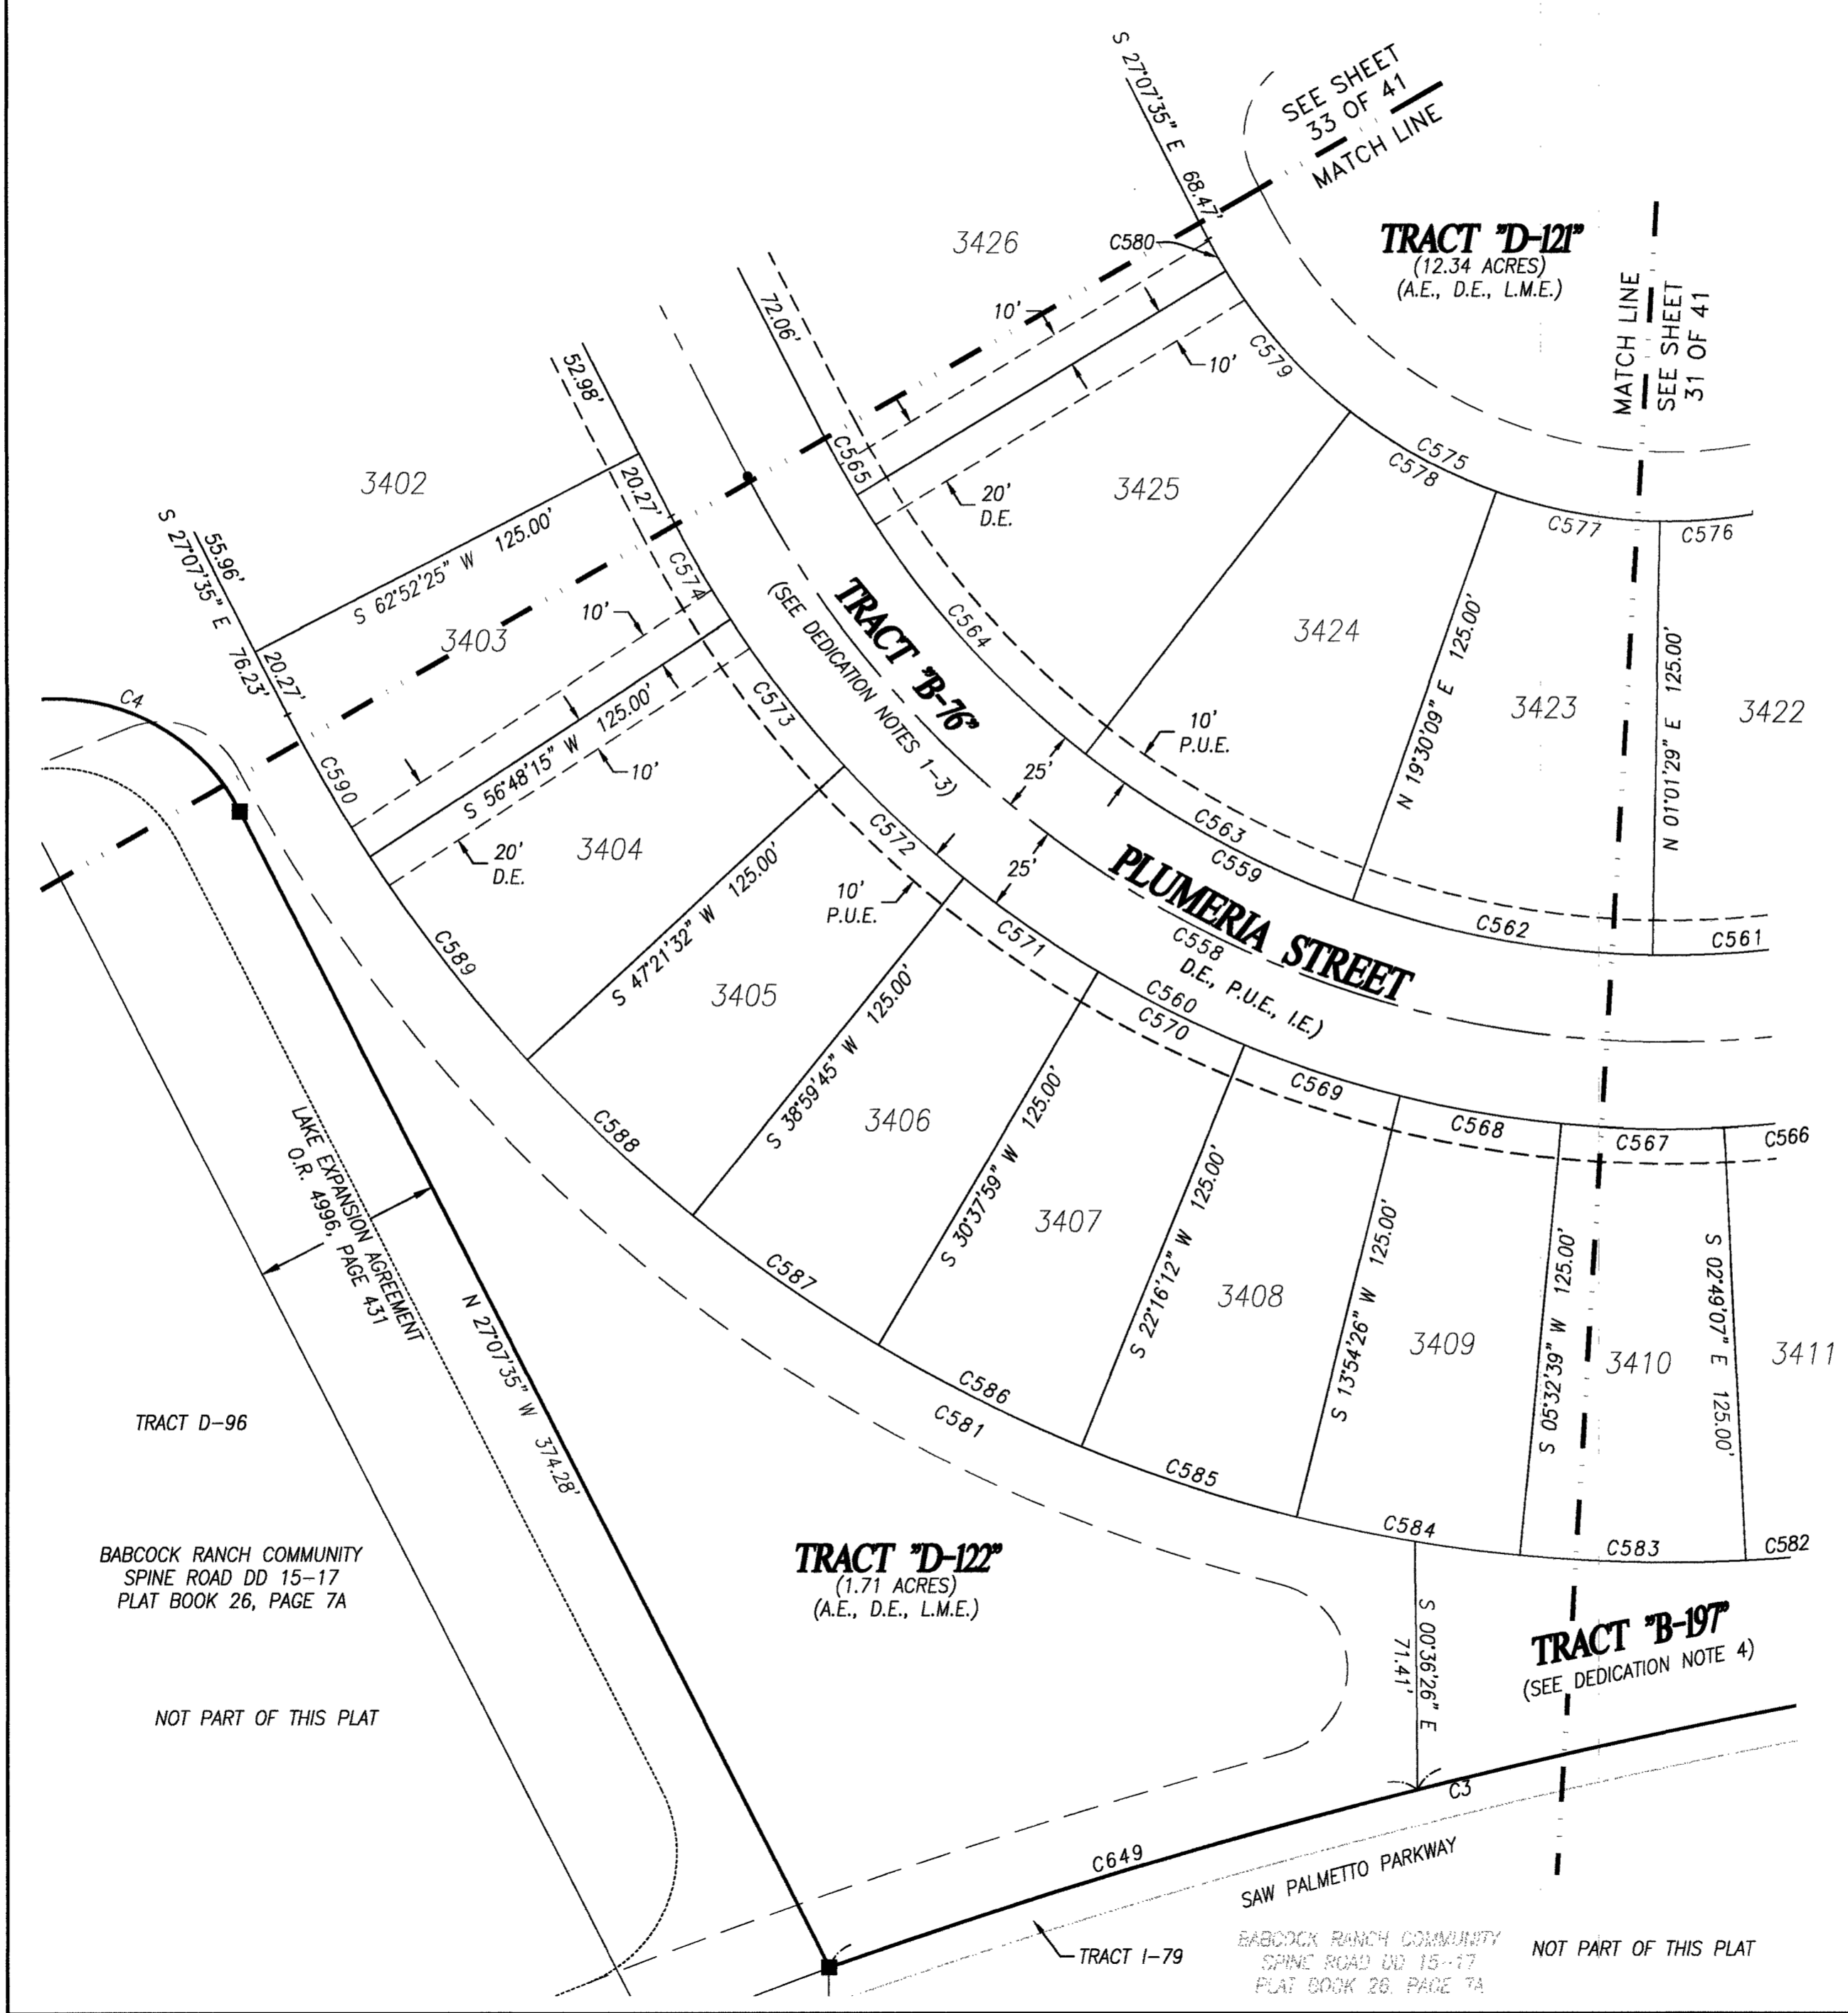 S 27°07'35" E 68.47'
SEE SHEET
33 OF 41
MATCH LINE
TRACT "D-121"
(12.34 ACRES)
(A.E., D.E., L.M.E.)
MATCH LINE
SEE SHEET
31 OF 41
3426
C580
10'
72.06'
52.98'
10'
C579
C565
3402
20.27'
3425
20'
D.E.
C575
C578
C577
C576
S 27°07'35" E 76.23'
55.96'
S 62°52'25" W 125.00'
C574
TRACT "B-76"
(SEE DEDICATION NOTES 1-3)
C564
3424
10'
3403
20.27'
N 19°30'09" E 125.00'
N 01°01'29" E 125.00'
C4
C573
10'
P.U.E.
3423
3422
C590
S 56°48'15" W 125.00'
10'
25'
20'
D.E.
3404
C572
C563
C559
25'
S 47°21'32" W 125.00'
10'
P.U.E.
PLUMERIA STREET
C558
D.E., P.U.E., I.E.)
C562
C561
C589
C571
3405
C560
C570
S 38°59'45" W 125.00'
C569
C568
C567
C566
LAKE EXPANSION AGREEMENT
O.R. 4996, PAGE 431
C588
3406
S 30°37'59" W 125.00'
3407
S 22°16'12" W 125.00'
S 13°54'26" W 125.00'
S 05°32'39" W 125.00'
S 02°49'07" E 125.00'
C587
3408
3409
3410
3411
N 27°07'35" W 374.28'
C586
C581
TRACT D-96
C585
C584
C583
C582
BABCOCK RANCH COMMUNITY
SPINE ROAD DD 15-17
PLAT BOOK 26, PAGE 7A
TRACT "D-122"
(1.71 ACRES)
(A.E., D.E., L.M.E.)
S 00°36'26" E
71.41'
TRACT "B-197"
(SEE DEDICATION NOTE 4)
NOT PART OF THIS PLAT
C3
C649
SAW PALMETTO PARKWAY
TRACT I-79
BABCOCK RANCH COMMUNITY
SPINE ROAD DD 15-17
PLAT BOOK 26, PAGE 7A
NOT PART OF THIS PLAT